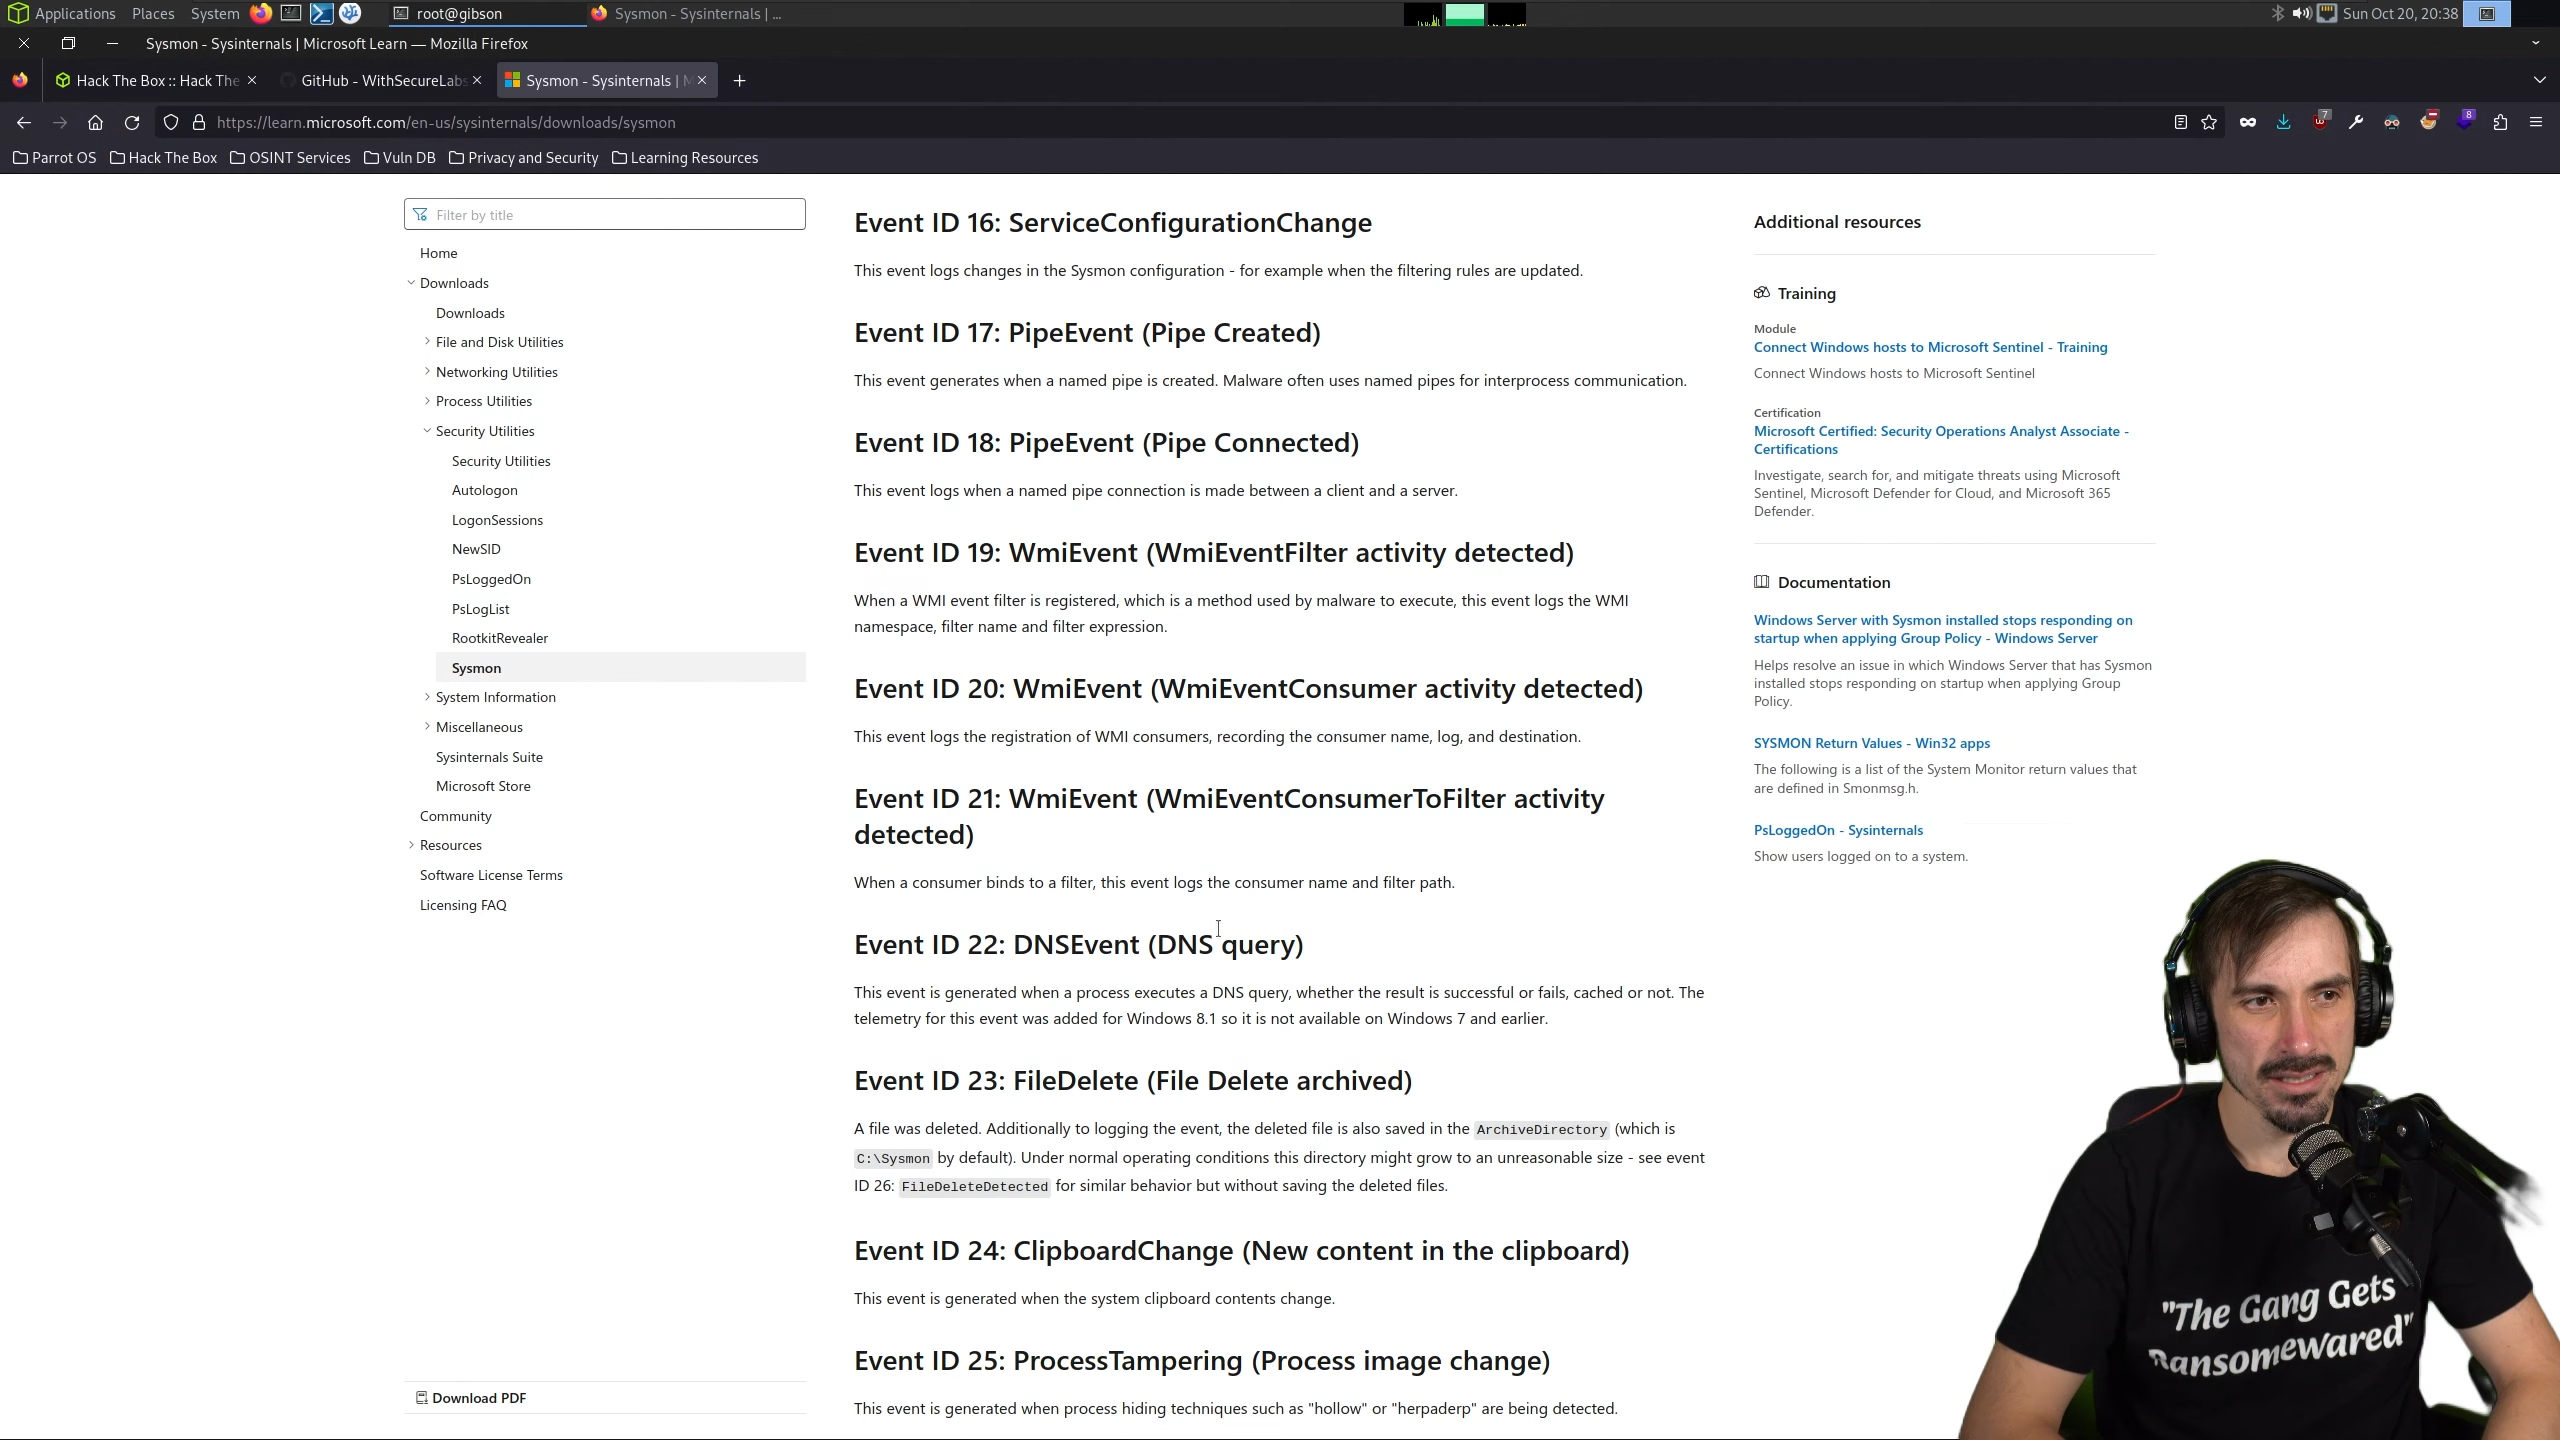 Applications Places System root@gibson Sysmon - Sysinternals | ... Sun Oct 20, 20:38
Sysmon - Sysinternals | Microsoft Learn — Mozilla Firefox
Hack The Box :: Hack The GitHub - WithSecureLabs Sysmon - Sysinternals | M
https://learn.microsoft.com/en-us/sysinternals/downloads/sysmon 7 8
Parrot OS Hack The Box OSINT Services Vuln DB Privacy and Security Learning Resources
Filter by title
Home
Downloads
Downloads
File and Disk Utilities
Networking Utilities
Process Utilities
Security Utilities
Security Utilities
Autologon
LogonSessions
NewSID
PsLoggedOn
PsLogList
RootkitRevealer
Sysmon
System Information
Miscellaneous
Sysinternals Suite
Microsoft Store
Community
Resources
Software License Terms
Licensing FAQ
Download PDF
Event ID 16: ServiceConfigurationChange
This event logs changes in the Sysmon configuration - for example when the filtering rules are updated.
Event ID 17: PipeEvent (Pipe Created)
This event generates when a named pipe is created. Malware often uses named pipes for interprocess communication.
Event ID 18: PipeEvent (Pipe Connected)
This event logs when a named pipe connection is made between a client and a server.
Event ID 19: WmiEvent (WmiEventFilter activity detected)
When a WMI event filter is registered, which is a method used by malware to execute, this event logs the WMI
namespace, filter name and filter expression.
Event ID 20: WmiEvent (WmiEventConsumer activity detected)
This event logs the registration of WMI consumers, recording the consumer name, log, and destination.
Event ID 21: WmiEvent (WmiEventConsumerToFilter activity
detected)
When a consumer binds to a filter, this event logs the consumer name and filter path.
Event ID 22: DNSEvent (DNS query)
This event is generated when a process executes a DNS query, whether the result is successful or fails, cached or not. The
telemetry for this event was added for Windows 8.1 so it is not available on Windows 7 and earlier.
Event ID 23: FileDelete (File Delete archived)
A file was deleted. Additionally to logging the event, the deleted file is also saved in the ArchiveDirectory (which is
C:\Sysmon by default). Under normal operating conditions this directory might grow to an unreasonable size - see event
ID 26: FileDeleteDetected for similar behavior but without saving the deleted files.
Event ID 24: ClipboardChange (New content in the clipboard)
This event is generated when the system clipboard contents change.
Event ID 25: ProcessTampering (Process image change)
This event is generated when process hiding techniques such as "hollow" or "herpaderp" are being detected.
Additional resources
Training
Module
Connect Windows hosts to Microsoft Sentinel - Training
Connect Windows hosts to Microsoft Sentinel
Certification
Microsoft Certified: Security Operations Analyst Associate -
Certifications
Investigate, search for, and mitigate threats using Microsoft
Sentinel, Microsoft Defender for Cloud, and Microsoft 365
Defender.
Documentation
Windows Server with Sysmon installed stops responding on
startup when applying Group Policy - Windows Server
Helps resolve an issue in which Windows Server that has Sysmon
installed stops responding on startup when applying Group
Policy.
SYSMON Return Values - Win32 apps
The following is a list of the System Monitor return values that
are defined in Smonmsg.h.
PsLoggedOn - Sysinternals
Show users logged on to a system.
"The Gang Gets
Ransomewared"